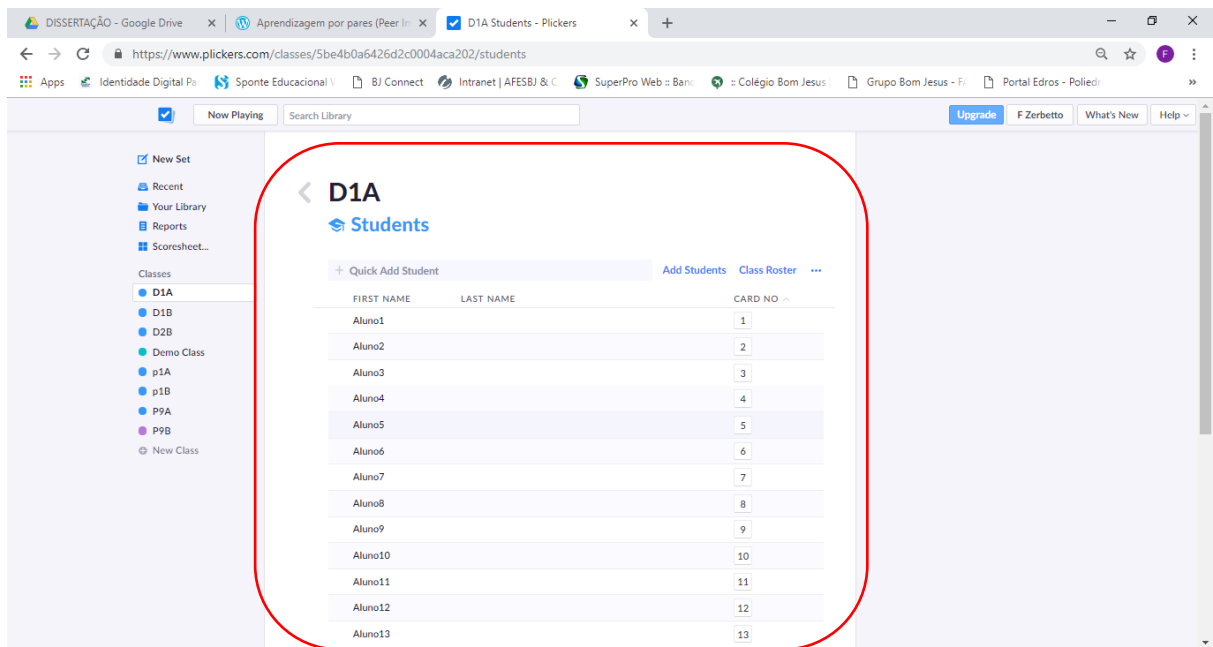 DISSERTAÇÃO - Google Drive Aprendizagem por pares (Peer In D1A Students - Plickers
https://www.plickers.com/classes/5be4b0a6426d2c0004aca202/students F
Apps Identidade Digital Pa Sponte Educacional BJ Connect Intranet | AFESBJ & C SuperPro Web :: Banc :: Colégio Bom Jesus | Grupo Bom Jesus - FA Portal Edros - Poliedr »
Now Playing Search Library Upgrade F Zerbetto What's New Help
New Set
Recent
Your Library
Reports
Scoresheet...
Classes
D1A
D1B
D2B
Demo Class
p1A
p1B
P9A
P9B
New Class
D1A
Students
+ Quick Add Student Add Students Class Roster ...
FIRST NAME LAST NAME CARD NO
Aluno1 1
Aluno2 2
Aluno3 3
Aluno4 4
Aluno5 5
Aluno6 6
Aluno7 7
Aluno8 8
Aluno9 9
Aluno10 10
Aluno11 11
Aluno12 12
Aluno13 13